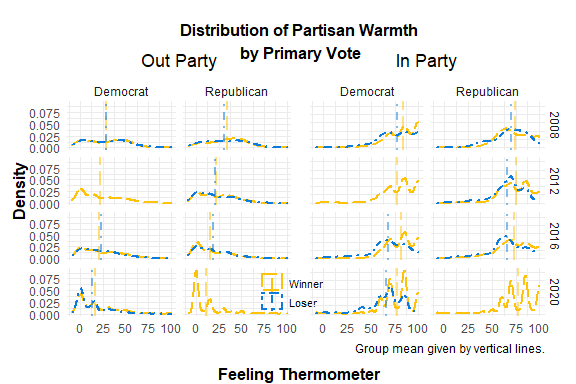 Distribution of Partisan Warmth
by Primary Vote
Out Party
In Party
Democrat
Republican
Democrat
Republican
Density
0.075
0.050
0.025
0.000
2008
0.075
0.050
0.025
0.000
2012
0.075
0.050
0.025
0.000
2016
0.075
0.050
0.025
0.000
2020
Winner
Loser
0 25 50 75 100
0 25 50 75 100
0 25 50 75 100
0 25 50 75 100
Group mean given by vertical lines.
Feeling Thermometer